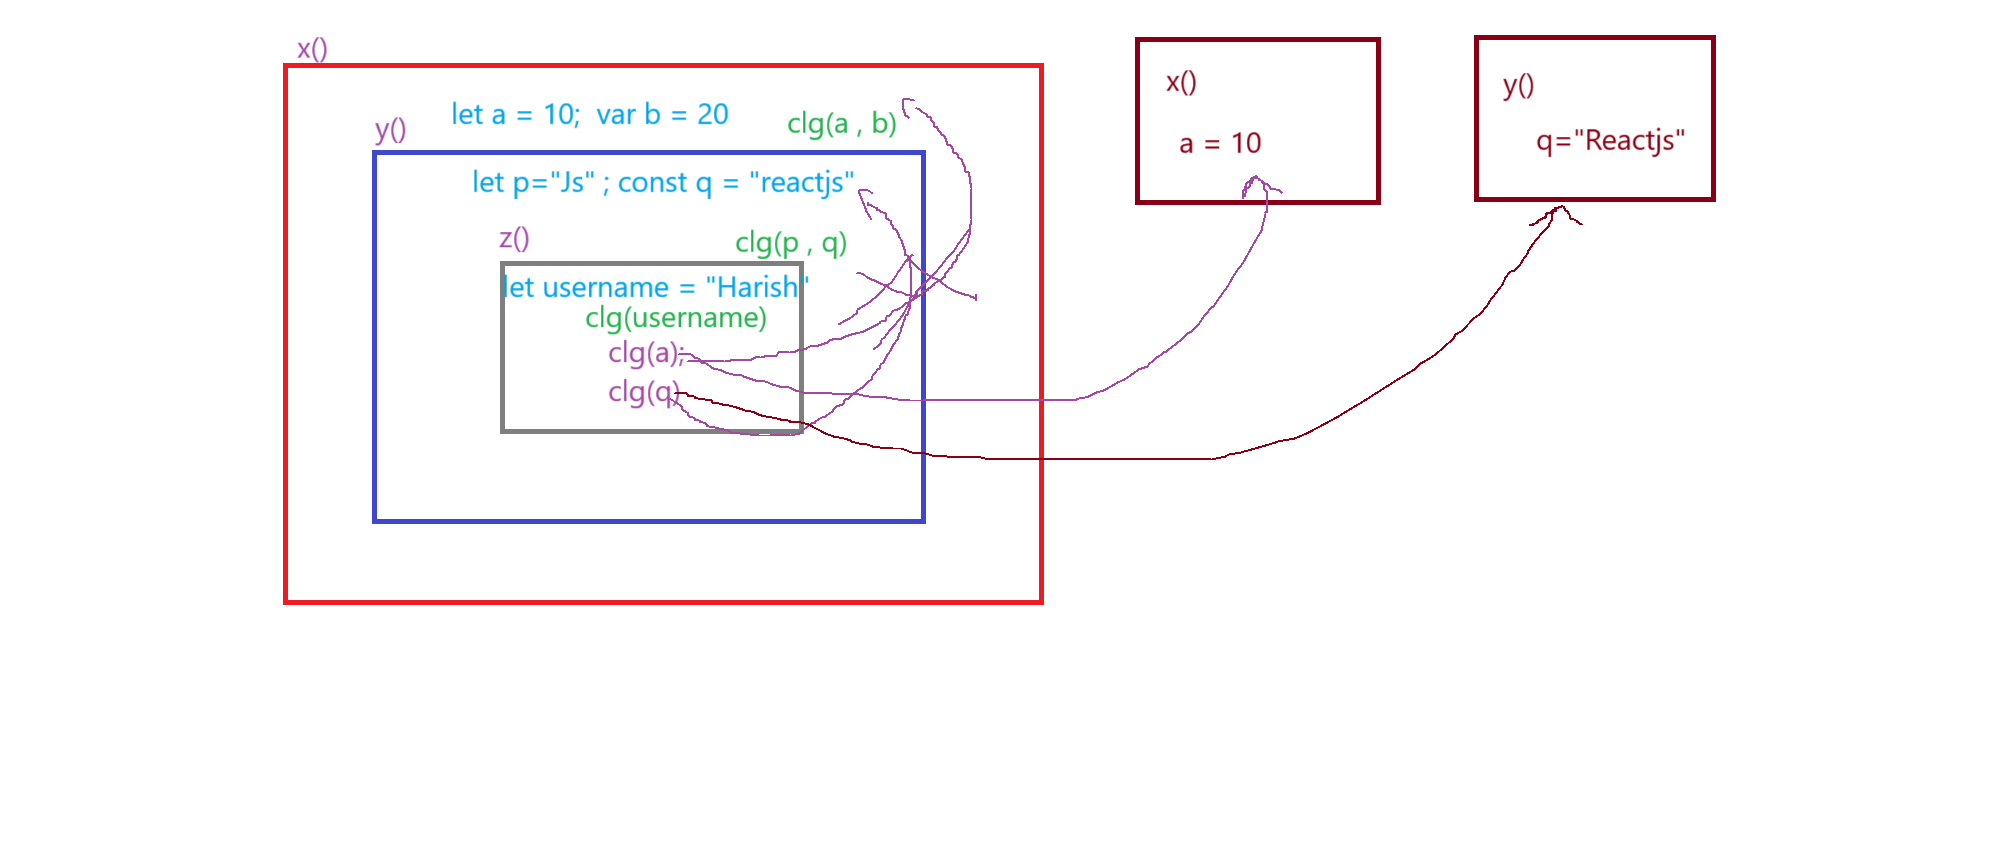 x()
let a = 10;  var b = 20
clg(a , b)
y()
let p="Js" ; const q = "reactjs"
z()
clg(p , q)
let username = "Harish"
clg(username)
clg(a);
clg(q)
x()
a = 10
y()
q="Reactjs"